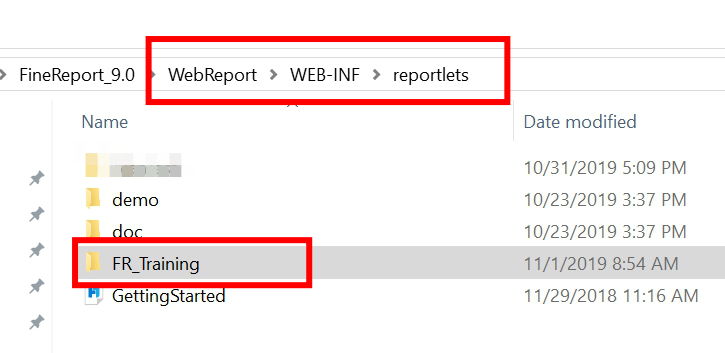 FineReport_9.0 > WebReport > WEB-INF > reportlets
Name Date modified
10/31/2019 5:09 PM
demo 10/23/2019 3:37 PM
doc 10/23/2019 3:37 PM
FR_Training 11/1/2019 8:54 AM
GettingStarted 11/29/2018 11:16 AM